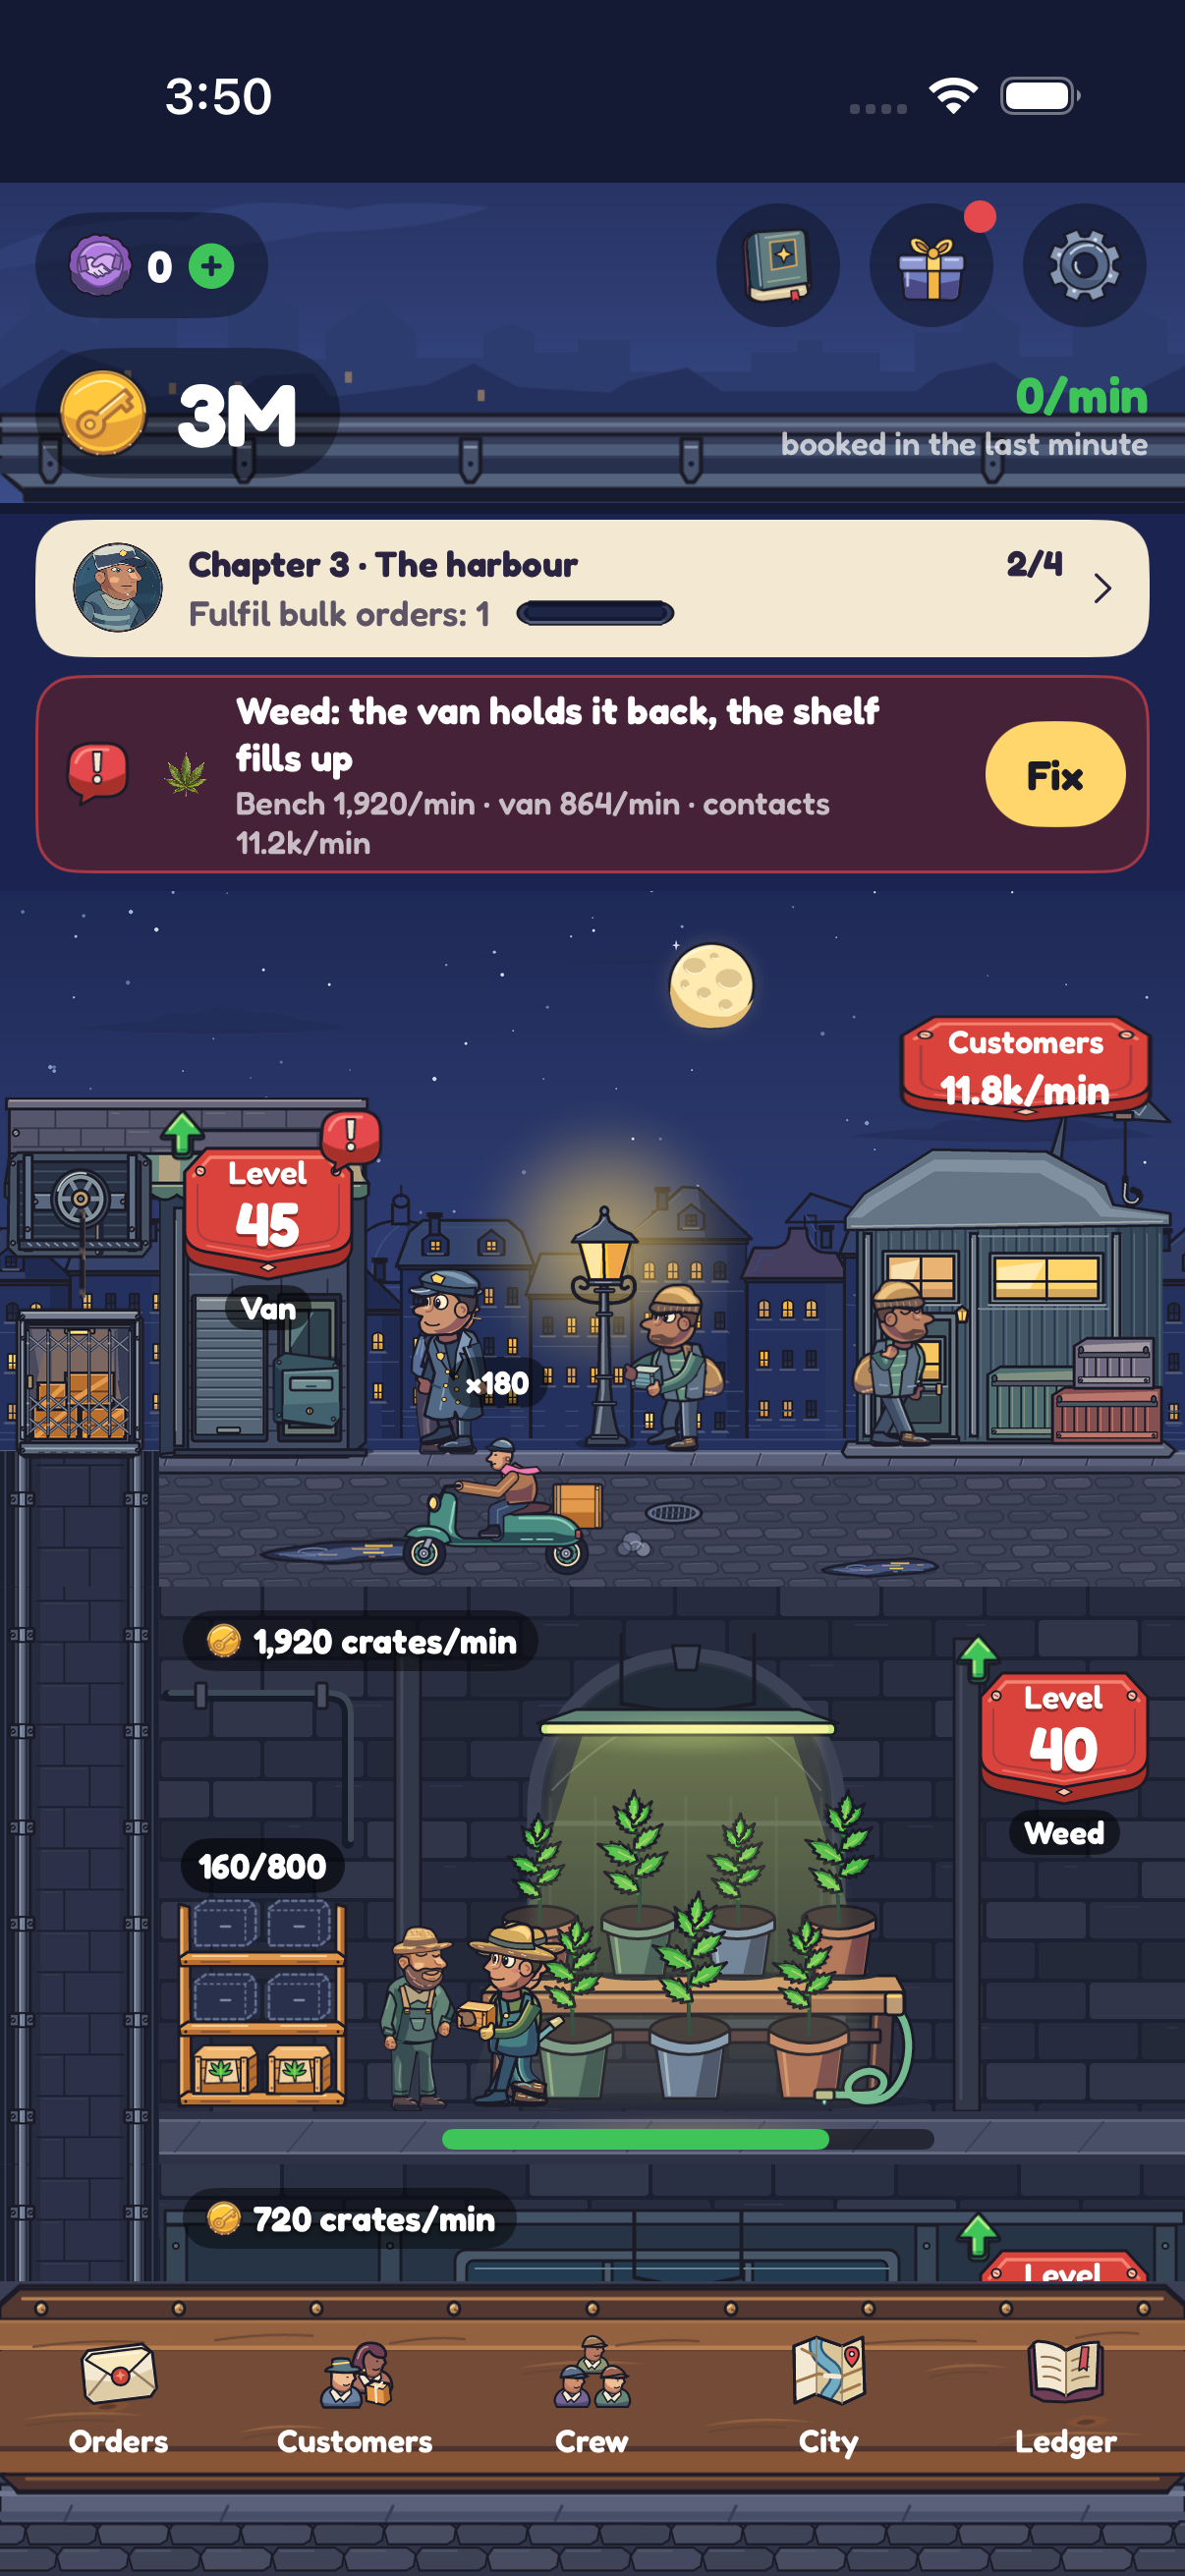 3:50
0
3M
0/min
booked in the last minute
Chapter 3 · The harbour
2/4
Fulfil bulk orders: 1
Weed: the van holds it back, the shelf
fills up
Bench 1,920/min · van 864/min · contacts
11.2k/min
Fix
Customers
11.8k/min
Level
45
Van
×180
1,920 crates/min
Level
40
Weed
160/800
720 crates/min
Level
Orders
Customers
Crew
City
Ledger